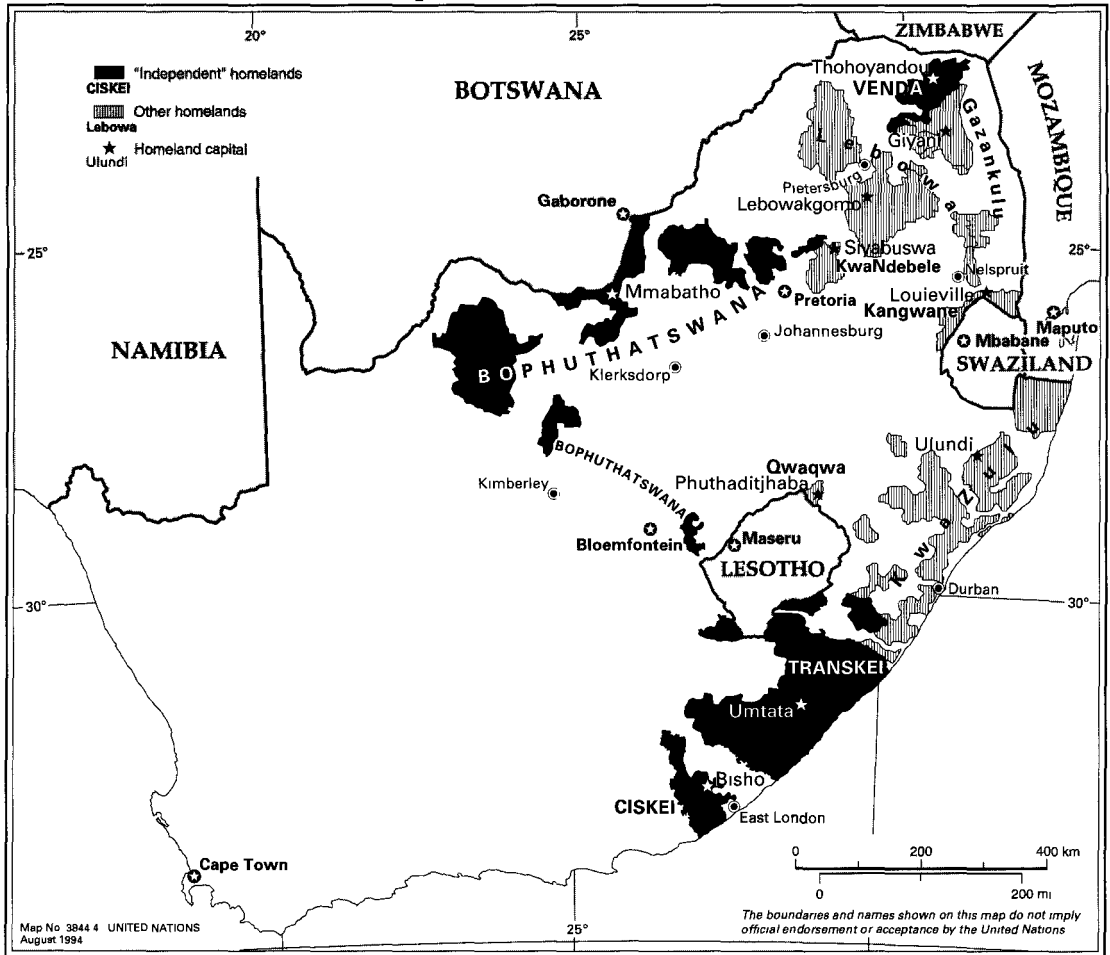 20°
25°
ZIMBABWE
"Independent" homelands
CISKEI
Other homelands
Lebowa
Homeland capital
Ulundi
BOTSWANA
MOZAMBIQUE
Thohoyandou
VENDA
Gazankulu
Giyani
Lebowa
Pietersburg
Lebowakgomo
Gaborone
25°
25°
Siyabuswa
KwaNdebele
Nelspruit
Mmabatho
Pretoria
Louieville
Kangwane
Maputo
Johannesburg
Mbabane
SWAZILAND
NAMIBIA
BOPHUTHATSWANA
Klerksdorp
Ulundi
BOPHUTHATSWANA
Qwaqwa
Phuthaditjhaba
Kimberley
KwaZulu
Bloemfontein
Maseru
LESOTHO
Durban
30°
30°
TRANSKEI
Umtata
Bisho
CISKEI
East London
0 200 400 km
0 200 mi
Cape Town
Map No 3844 4 UNITED NATIONS
August 1994
25°
The boundaries and names shown on this map do not imply
official endorsement or acceptance by the United Nations